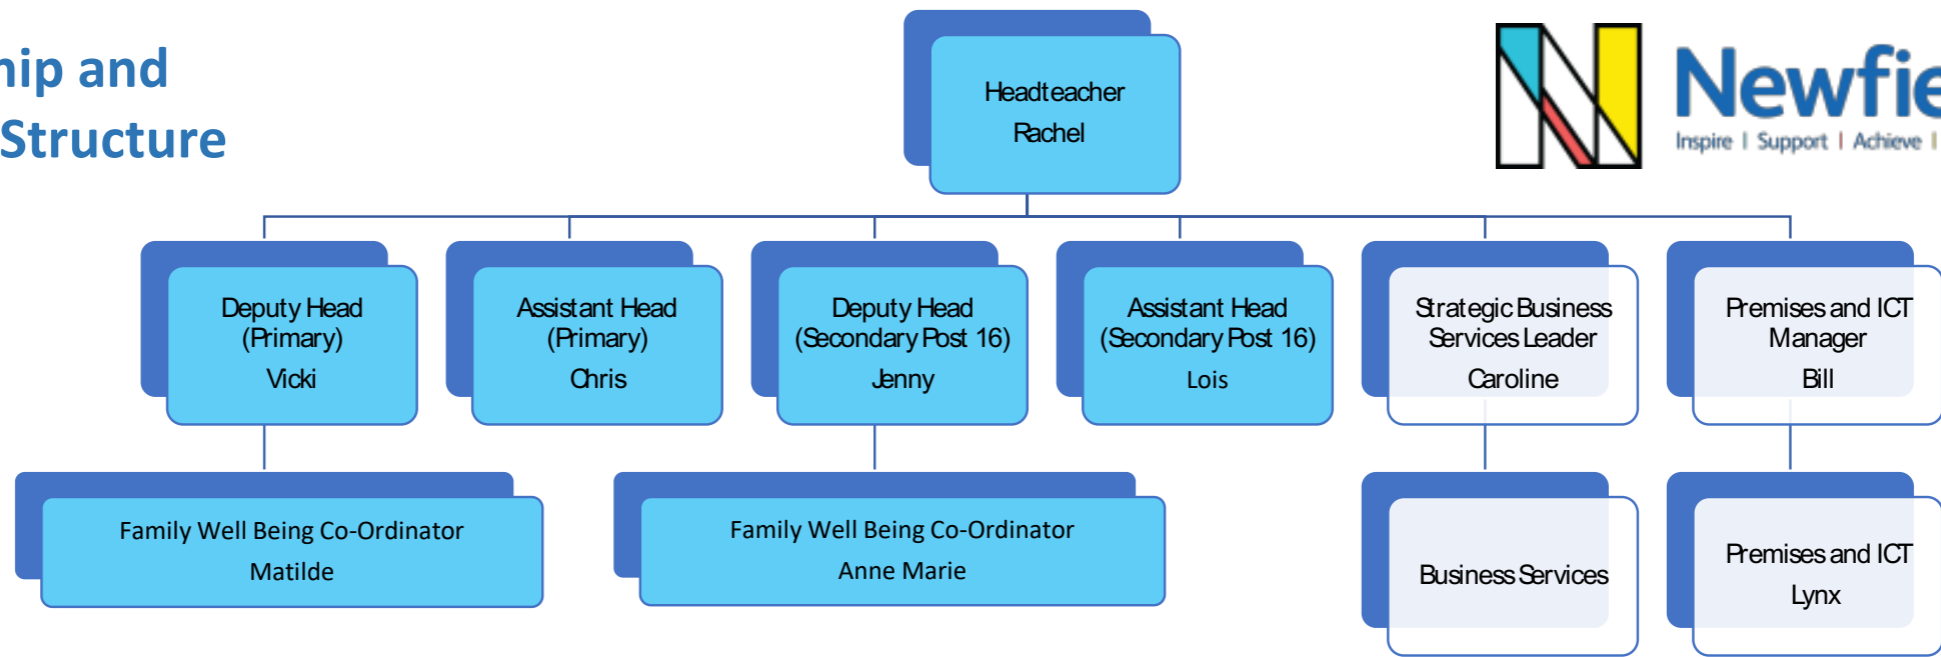 hip and
Structure
Headteacher
Rachel
Newfie
Inspire | Support | Achieve |
Deputy Head
(Primary)
Vicki
Assistant Head
(Primary)
Chris
Deputy Head
(Secondary Post 16)
Jenny
Assistant Head
(Secondary Post 16)
Lois
Strategic Business
Services Leader
Caroline
Premises and ICT
Manager
Bill
Family Well Being Co-Ordinator
Matilde
Family Well Being Co-Ordinator
Anne Marie
Business Services
Premises and ICT
Lynx